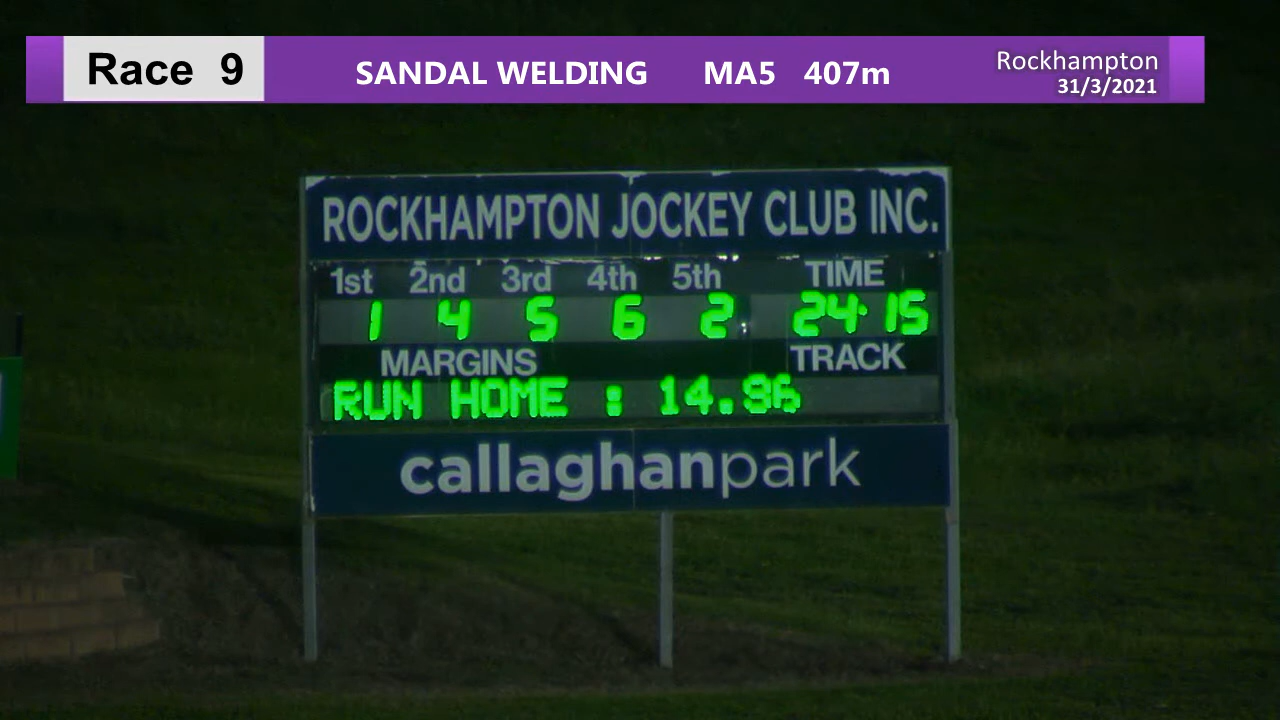 Race 9 SANDAL WELDING MA5 407m Rockhampton
31/3/2021
ROCKHAMPTON JOCKEY CLUB INC.
1st 2nd 3rd 4th 5th TIME
1 4 5 6 2 24.15
MARGINS TRACK
RUN HOME : 14.96
callaghanpark